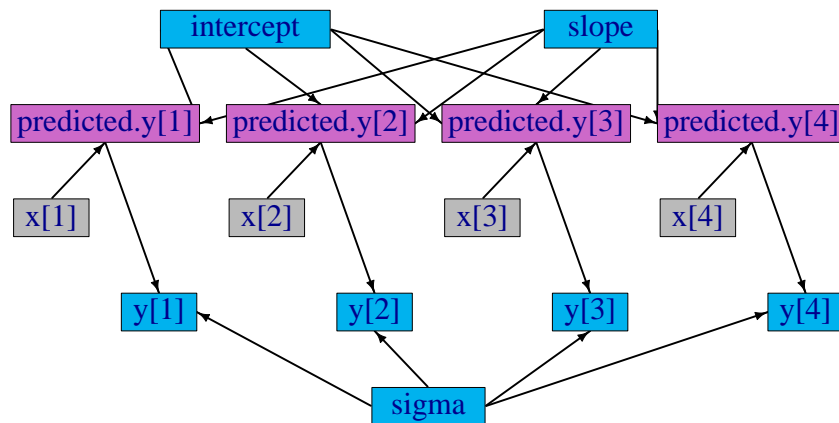 intercept
slope
predicted.y[1]
predicted.y[2]
predicted.y[3]
predicted.y[4]
x[1]
x[2]
x[3]
x[4]
y[1]
y[2]
y[3]
y[4]
sigma